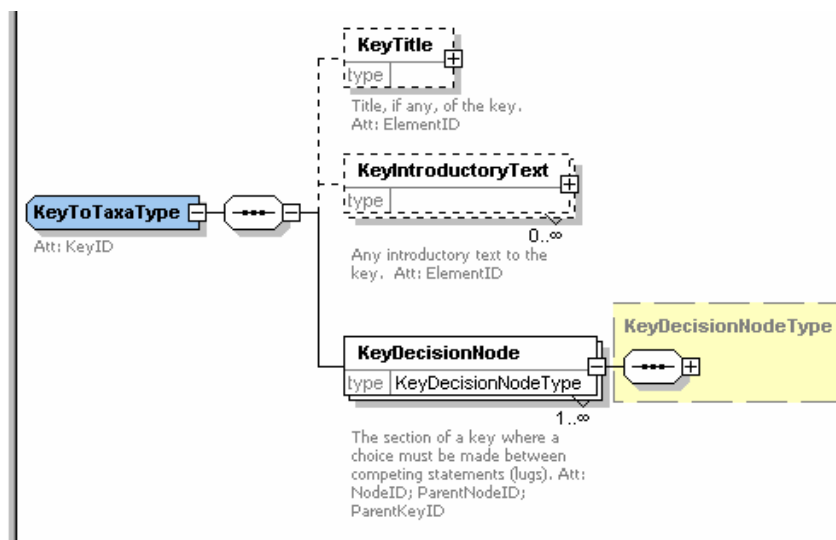 KeyTitle
type
Title, if any, of the key.
Att: ElementID
KeyIntroductoryText
type
0..∞
Any introductory text to the
key. Att: ElementID
KeyToTaxaType
Att: KeyID
KeyDecisionNodeType
KeyDecisionNode
type KeyDecisionNodeType
1..∞
The section of a key where a
choice must be made between
competing statements (lugs). Att:
NodeID; ParentNodeID;
ParentKeyID